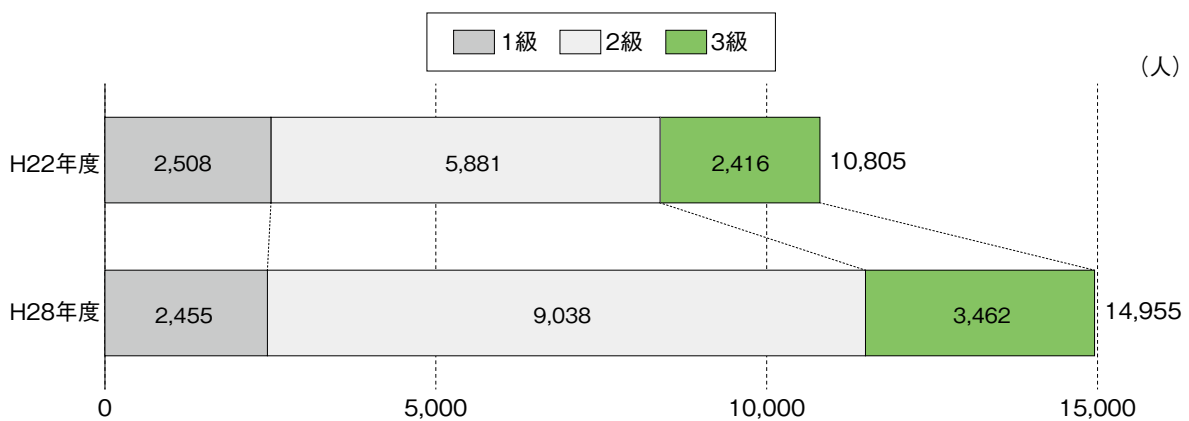 1級 2級 3級
（人）
H22年度 2,508 5,881 2,416 10,805
H28年度 2,455 9,038 3,462 14,955
0 5,000 10,000 15,000